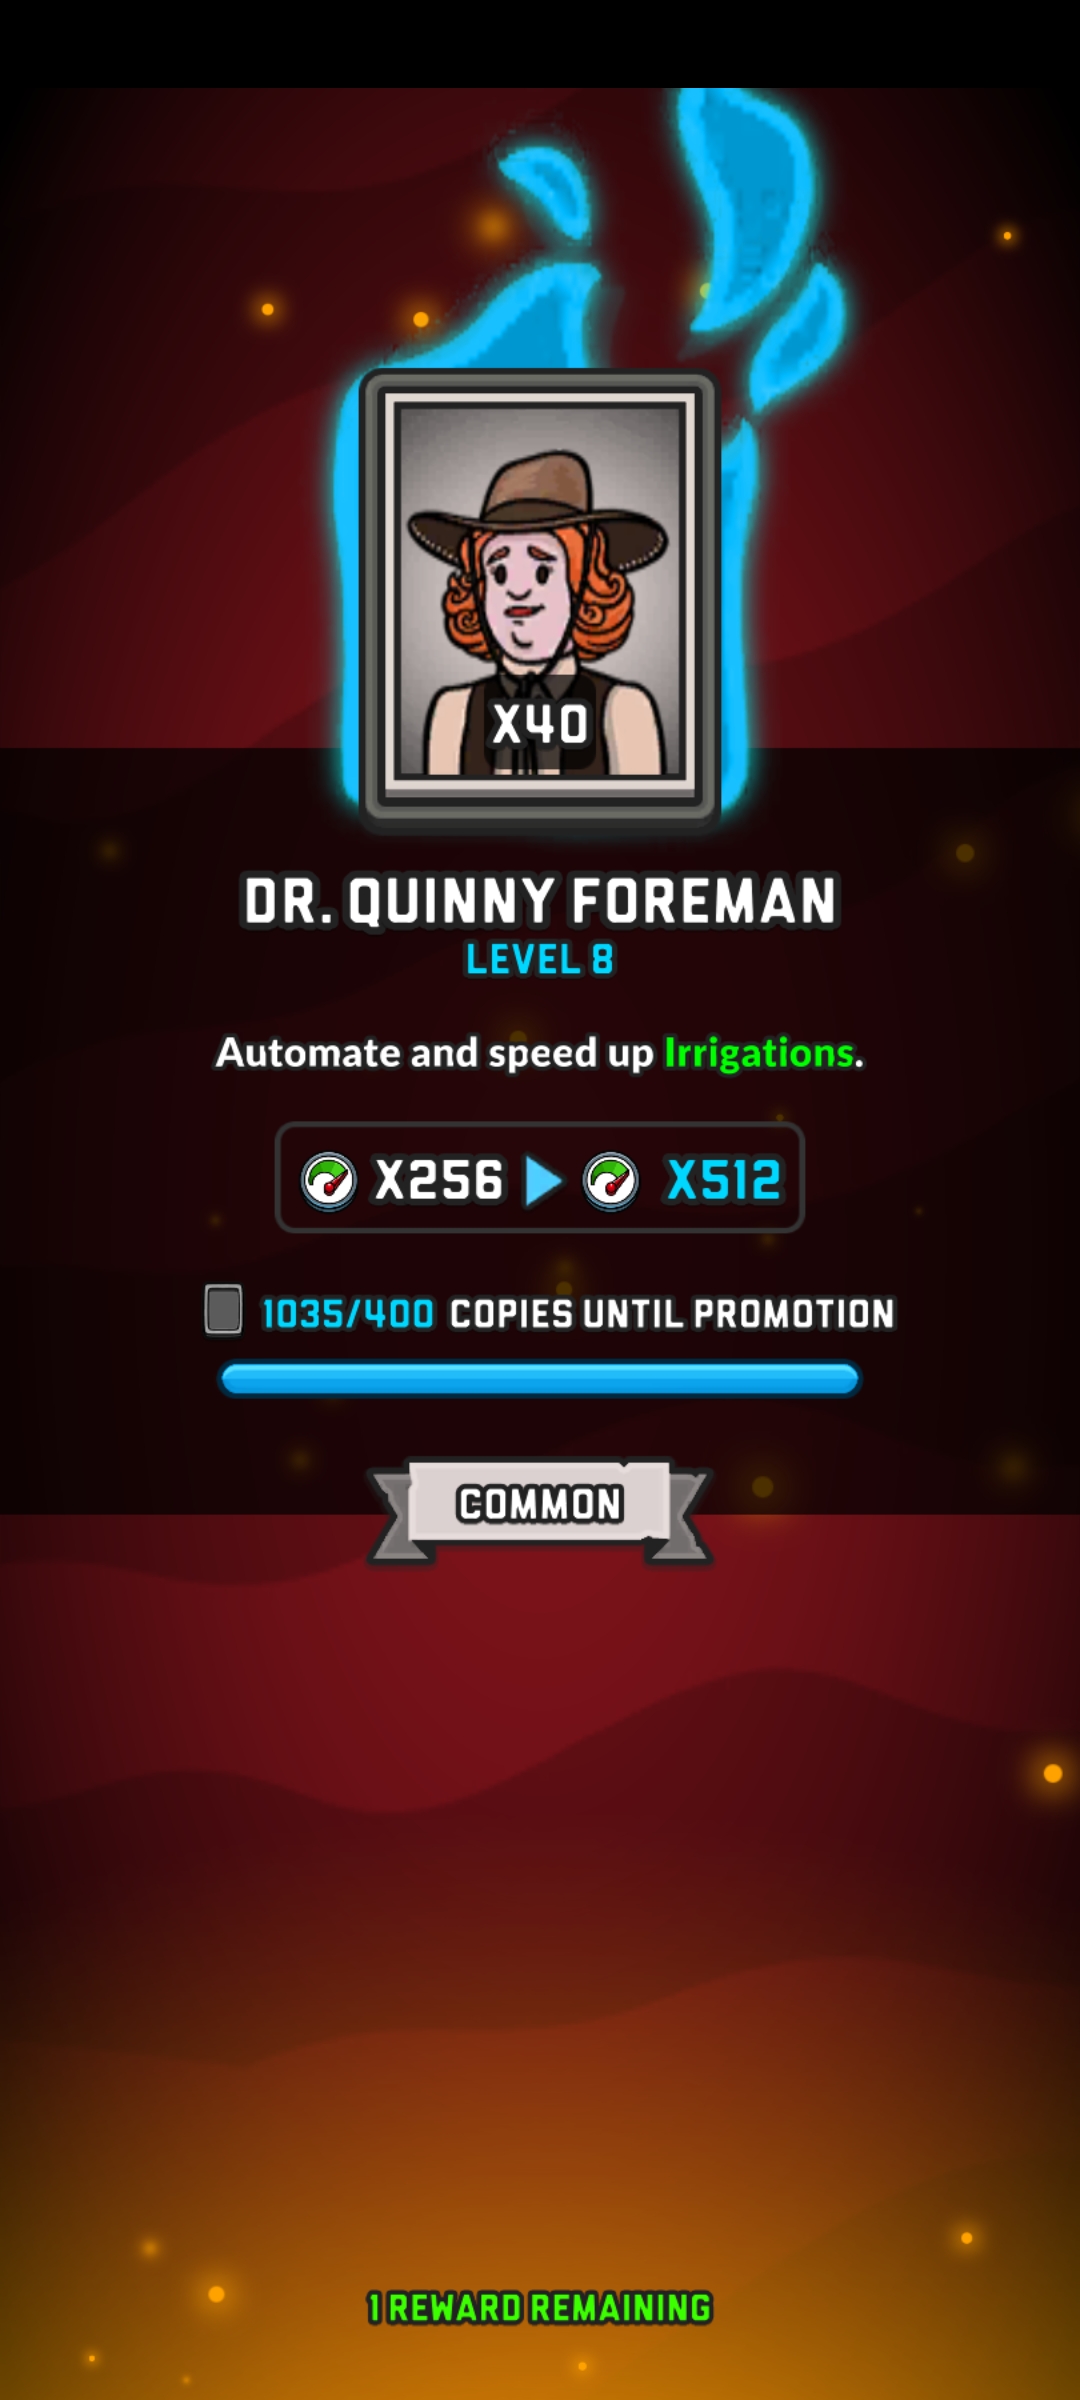 X40
DR. QUINNY FOREMAN
LEVEL 8
Automate and speed up Irrigations.
X256 X512
1035/400 COPIES UNTIL PROMOTION
COMMON
1 REWARD REMAINING